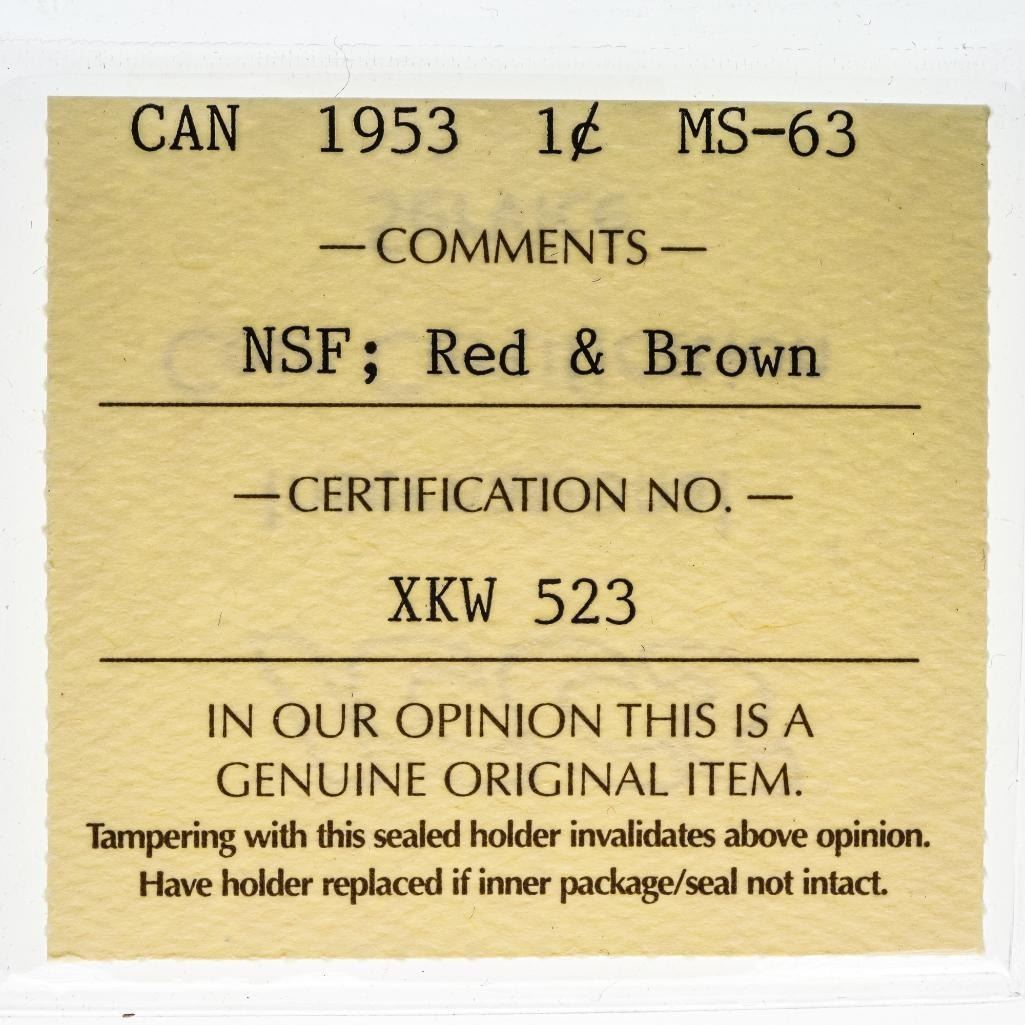 CAN 1953 1¢ MS-63
— COMMENTS —
NSF; Red & Brown
— CERTIFICATION NO. —
XKW 523
IN OUR OPINION THIS IS A
GENUINE ORIGINAL ITEM.
Tampering with this sealed holder invalidates above opinion.
Have holder replaced if inner package/seal not intact.